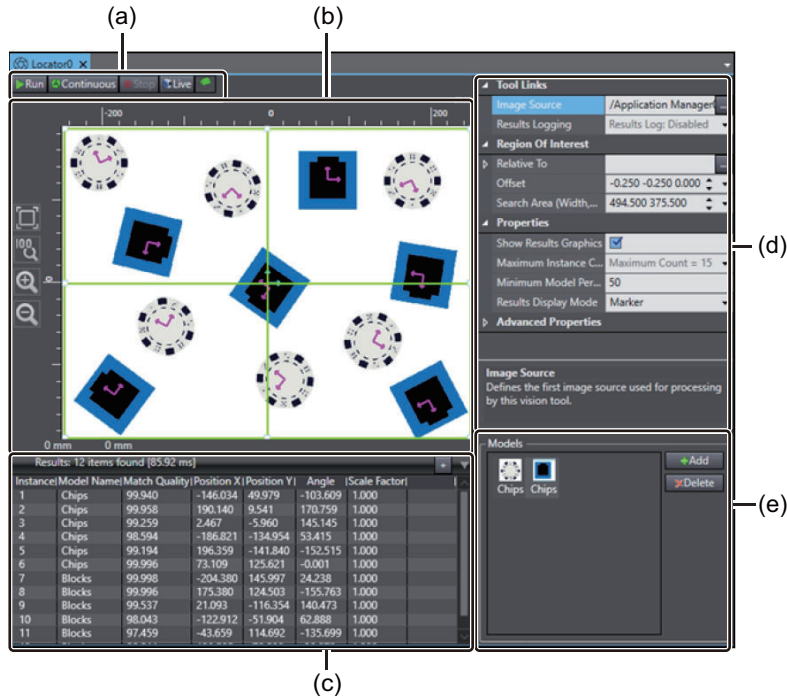 (a)
(b)
Locator0 ×
Run Continuous Stop Live
-200 0 200
100
0
0 mm 0 mm
Tool Links
Image Source /Application Manager ...
Results Logging Results Log: Disabled
Region Of Interest
Relative To ...
Offset -0.250 -0.250 0.000
Search Area (Width,... 494.500 375.500
Properties
Show Results Graphics
Maximum Instance C... Maximum Count = 15
Minimum Model Per... 50
Results Display Mode Marker
Advanced Properties
(d)
Image Source
Defines the first image source used for processing
by this vision tool.
Results: 12 items found [85.92 ms] +
Instance Model Name Match Quality Position X Position Y Angle Scale Factor
1 Chips 99.940 -146.034 49.979 -103.609 1.000
2 Chips 99.958 190.140 9.541 170.759 1.000
3 Chips 99.259 2.467 -5.960 145.145 1.000
4 Chips 98.594 -186.821 -134.954 53.415 1.000
5 Chips 99.194 196.359 -141.840 -152.515 1.000
6 Chips 99.996 73.109 125.621 -0.001 1.000
7 Blocks 99.998 -204.380 145.997 24.238 1.000
8 Blocks 99.996 175.380 124.503 -155.763 1.000
9 Blocks 99.537 21.093 -116.354 140.473 1.000
10 Blocks 98.043 -122.912 -51.904 62.888 1.000
11 Blocks 97.459 -43.659 114.692 -135.699 1.000
Models
Chips Chips
+Add
Delete
(e)
(c)